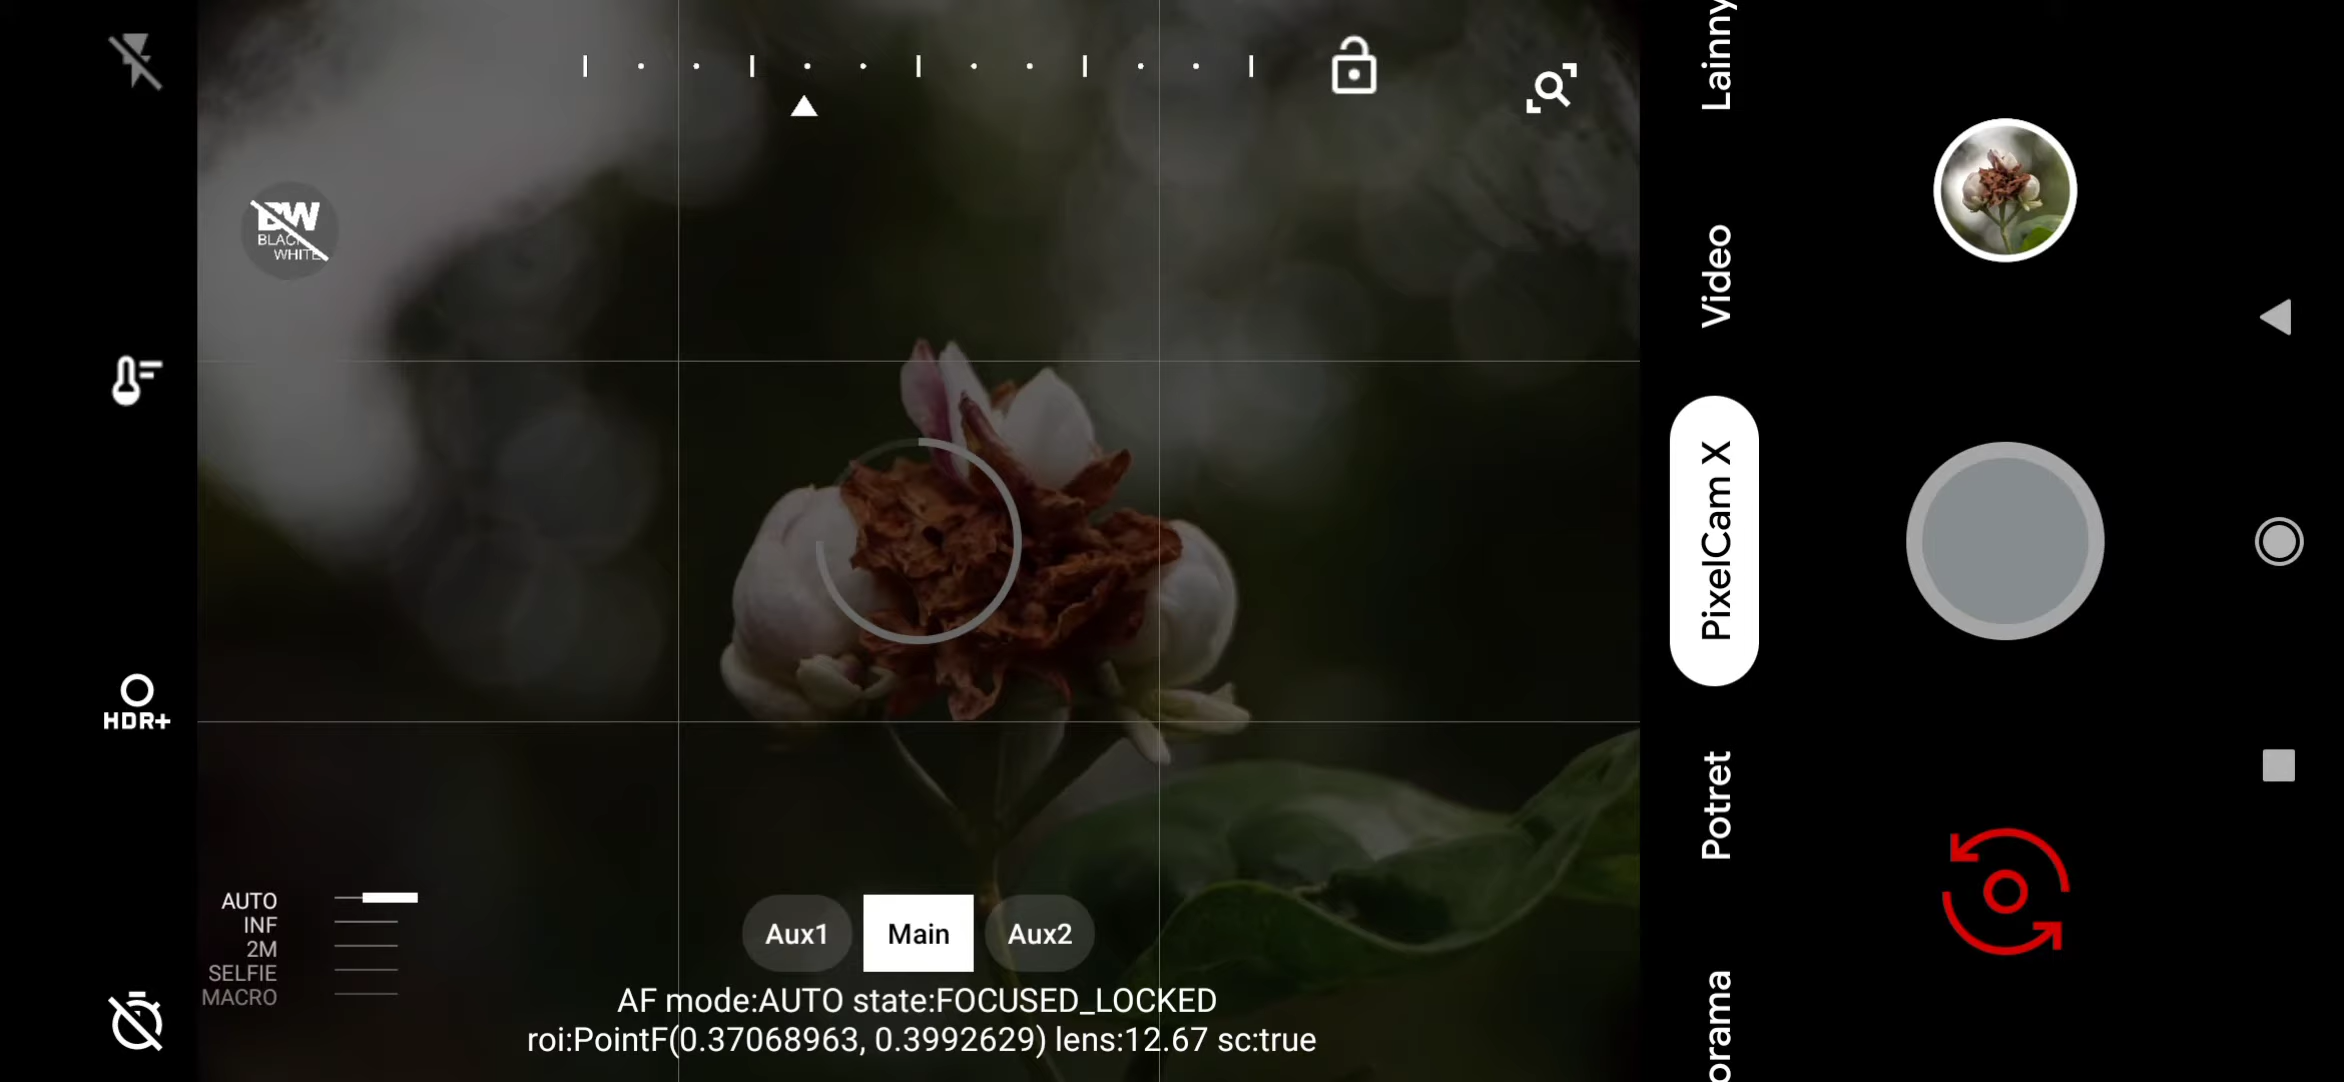 BW
BLACK
WHITE
HDR+
AUTO
INF
2M
SELFIE
MACRO
Aux1
Main
Aux2
AF mode:AUTO state:FOCUSED_LOCKED
roi:PointF(0.37068963, 0.3992629) lens:12.67 sc:true
Lainny
Video
PixelCam X
Potret
orama